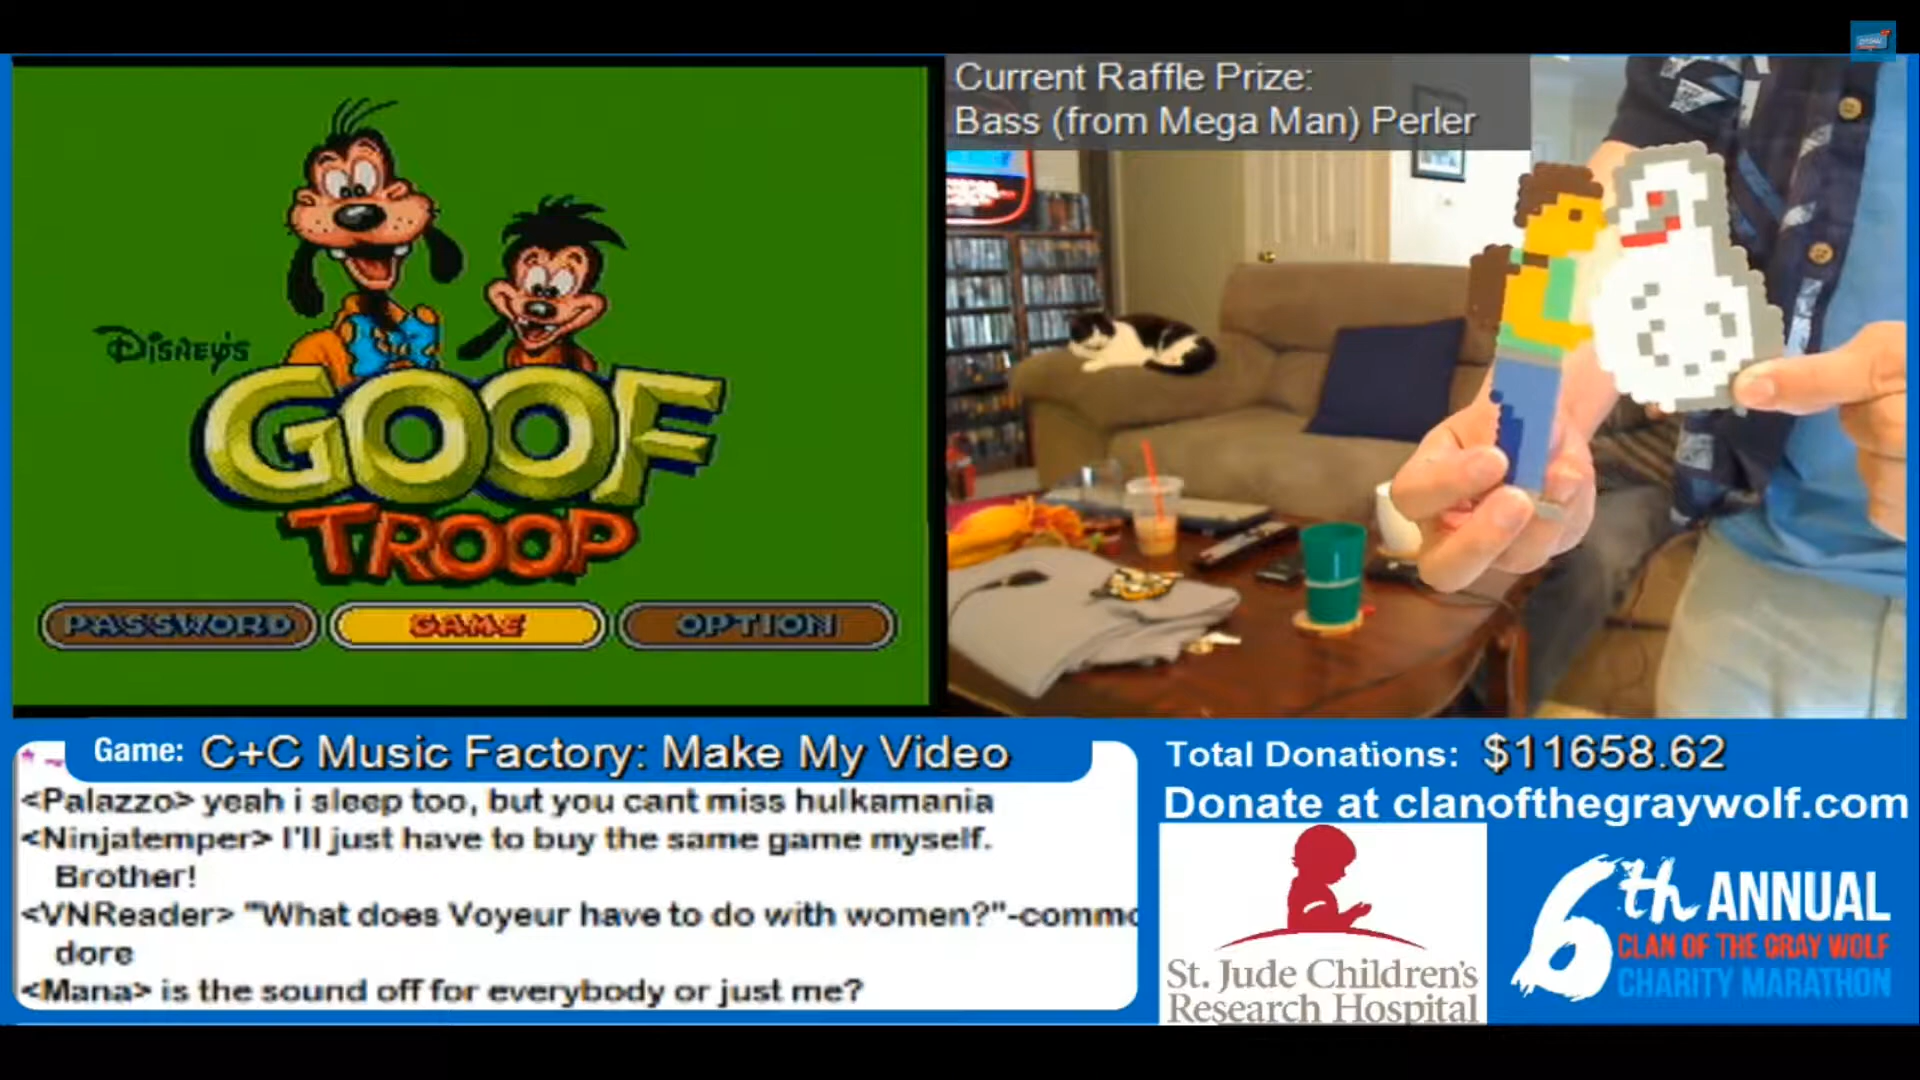 Current Raffle Prize:
Bass (from Mega Man) Perler
DISNEY'S
GOOF
TROOP
PASSWORD
GAME
OPTION
Game: C+C Music Factory: Make My Video
<Palazzo> yeah i sleep too, but you cant miss hulkamania
<Ninjatemper> I'll just have to buy the same game myself.
Brother!
<VNReader> "What does Voyeur have to do with women?"-commo
dore
<Mana> is the sound off for everybody or just me?
Total Donations: $11658.62
Donate at clanofthegraywolf.com
St. Jude Children's
Research Hospital
6th ANNUAL
CLAN OF THE GRAY WOLF
CHARITY MARATHON